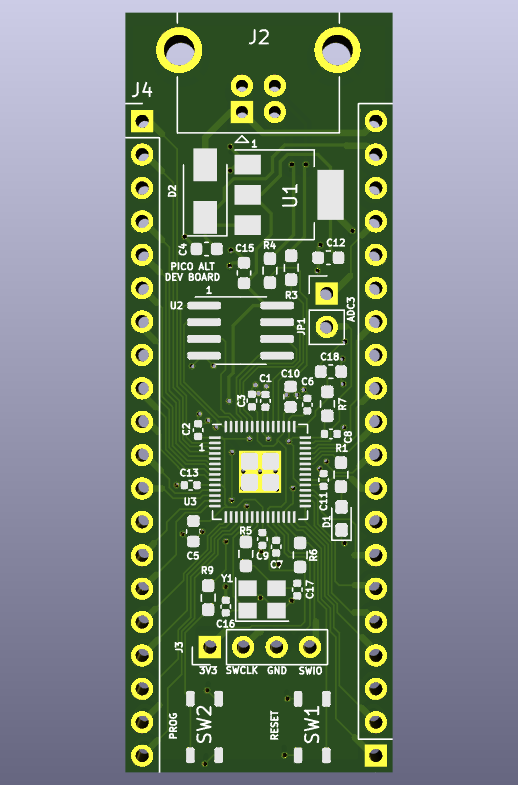 J2
J4
1
D2
U1
C4
C15
R4
C12
PICO ALT
DEV BOARD
R3
1
U2
ADC3
JP1
C18
C1
C10
C6
C3
R7
C2
C8
1
R1
C13
C11
U3
D1
C5
R5
C9
C7
R6
R9
Y1
C17
C16
J3
3V3
SWCLK
GND
SWIO
PROG
SW2
RESET
SW1